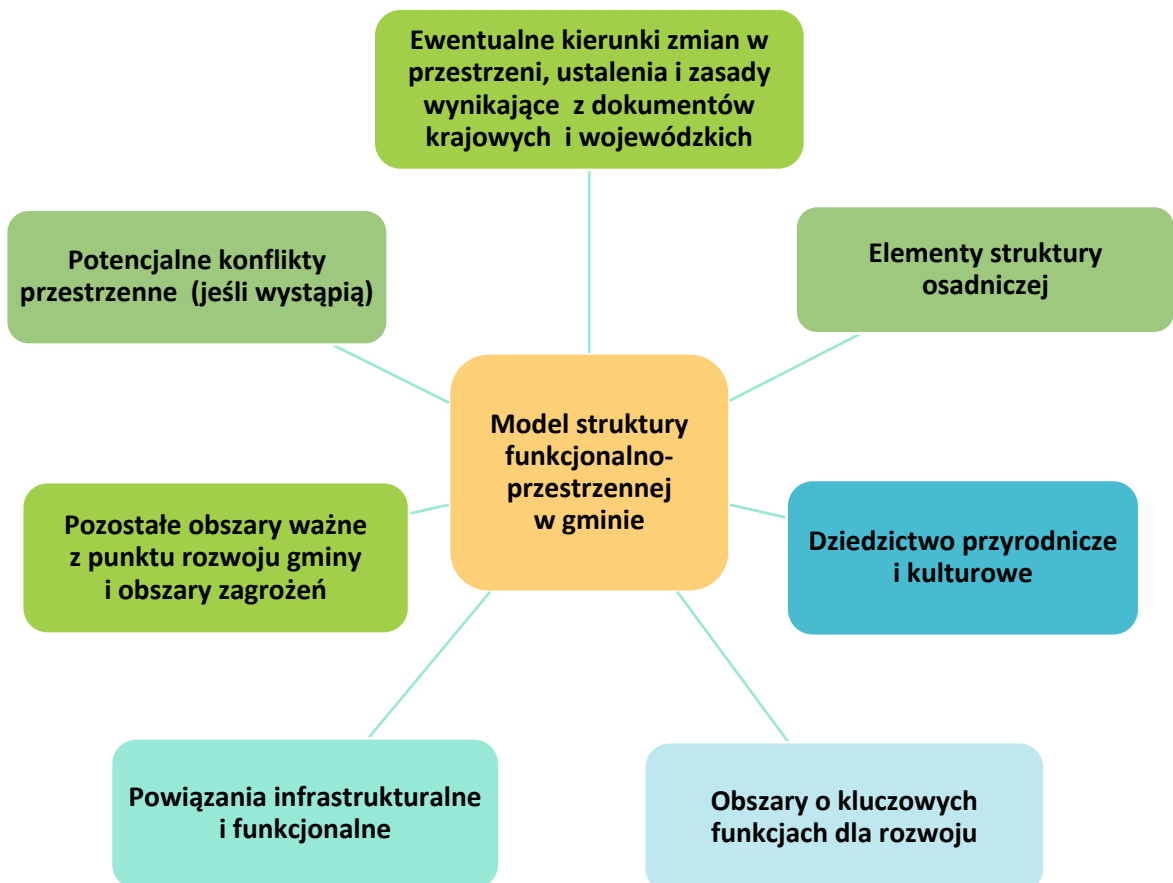 Ewentualne kierunki zmian w
przestrzeni, ustalenia i zasady
wynikające z dokumentów
krajowych i wojewódzkich
Potencjalne konflikty
przestrzenne (jeśli wystąpią)
Elementy struktury
osadniczej
Model struktury
funkcjonalno-
przestrzennej
w gminie
Pozostałe obszary ważne
z punktu rozwoju gminy
i obszary zagrożeń
Dziedzictwo przyrodnicze
i kulturowe
Powiązania infrastrukturalne
i funkcjonalne
Obszary o kluczowych
funkcjach dla rozwoju